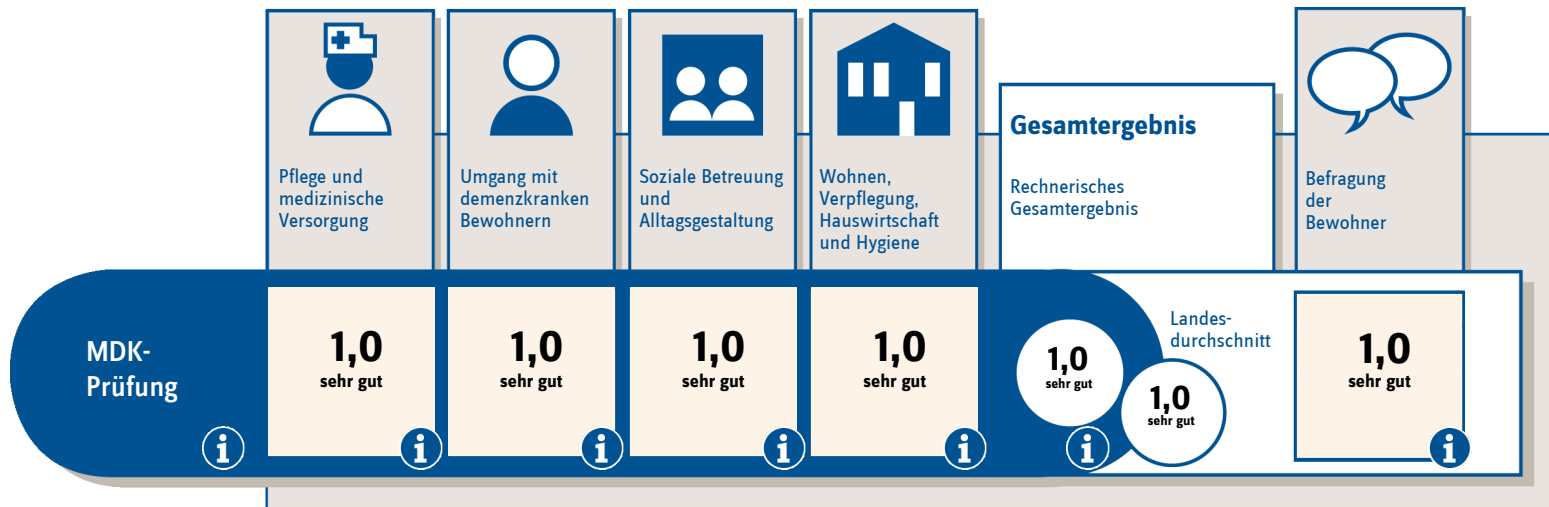 Pflege und
medizinische
Versorgung
Umgang mit
demenzkranken
Bewohnern
Soziale Betreuung
und
Alltagsgestaltung
Wohnen,
Verpflegung,
Hauswirtschaft
und Hygiene
Gesamtergebnis
Rechnerisches
Gesamtergebnis
Befragung
der
Bewohner
MDK-
Prüfung
i
1,0
sehr gut
i
1,0
sehr gut
i
1,0
sehr gut
i
1,0
sehr gut
i
1,0
sehr gut
i
Landes-
durchschnitt
1,0
sehr gut
1,0
sehr gut
i